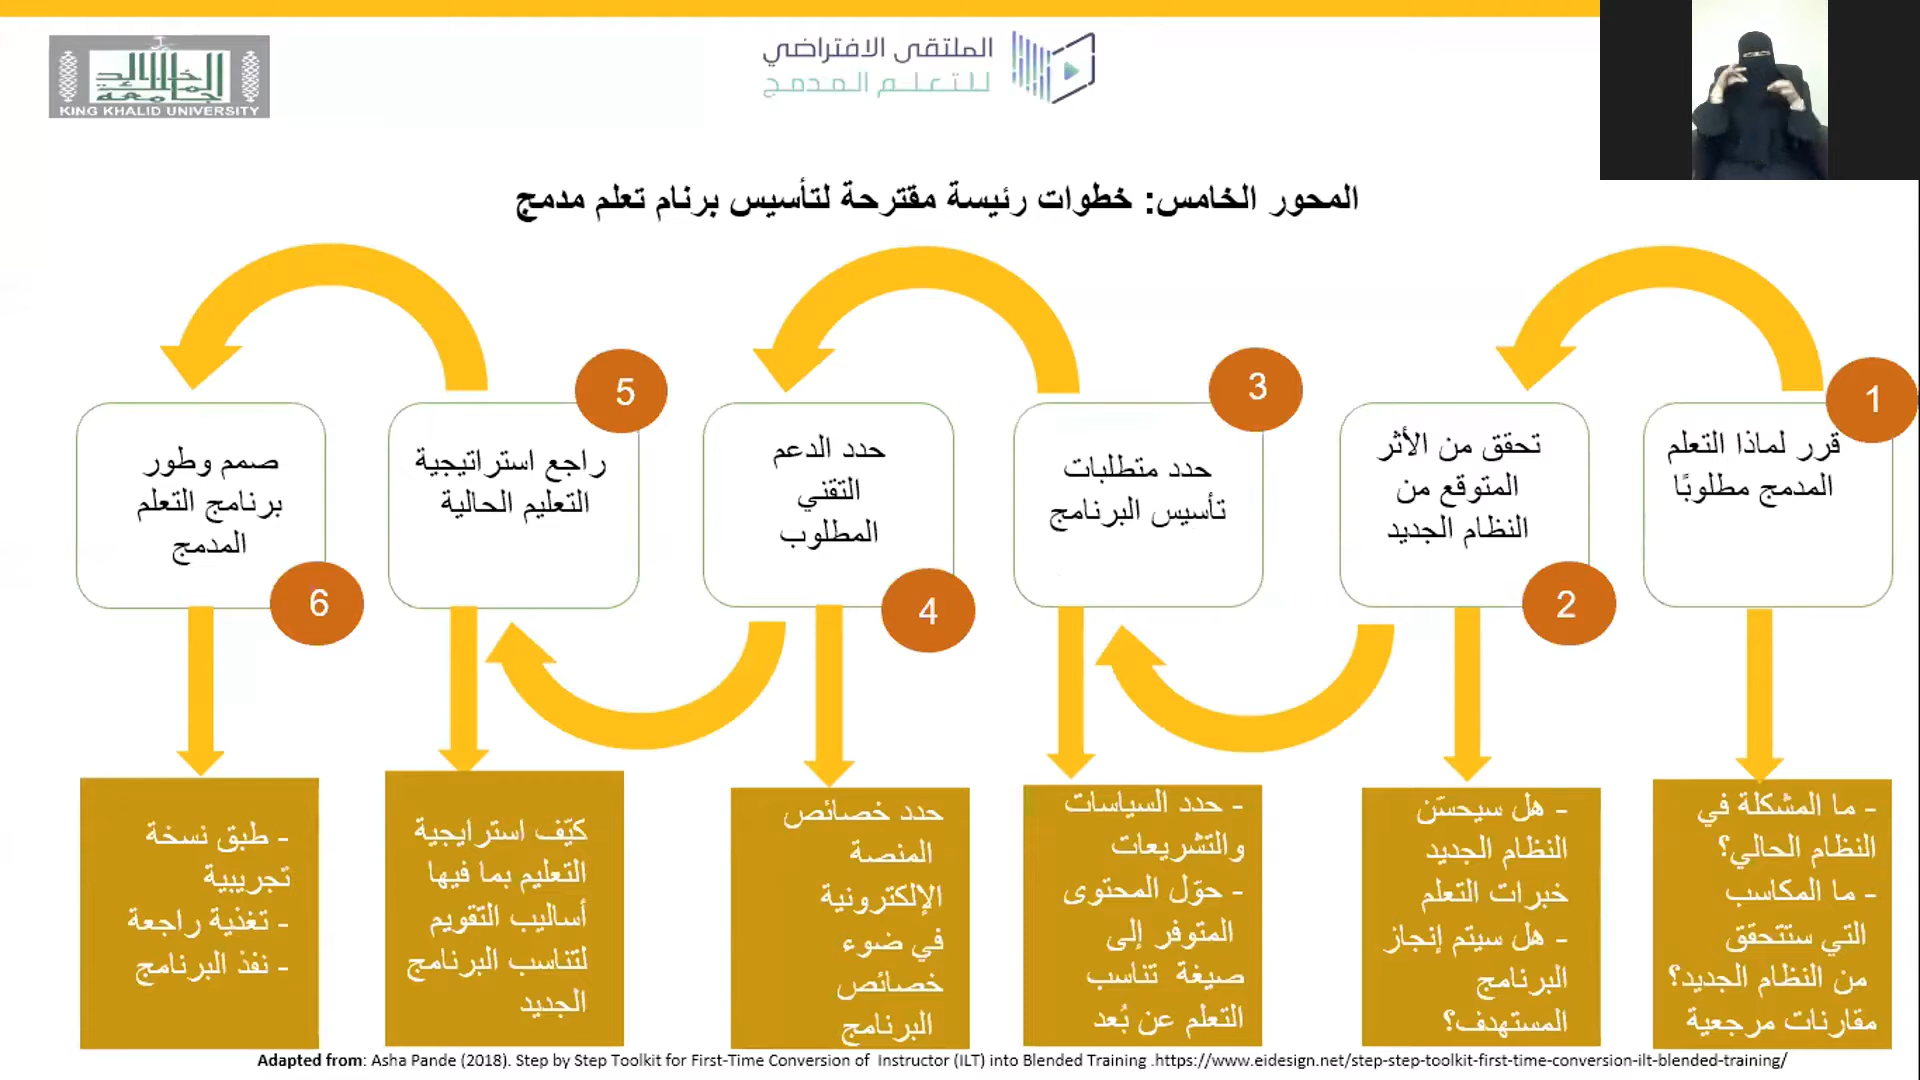 الملتقى الافتراضي
للتعلم المدمج
جامعة
الملك خالد
KING KHALID UNIVERSITY
المحور الخامس: خطوات رئيسة مقترحة لتأسيس برنام تعلم مدمج
1
قرر لماذا التعلم
المدمج مطلوبًا
- ما المشكلة في
النظام الحالي؟
- ما المكاسب
التي ستتحقق
من النظام الجديد؟
مقارنات مرجعية
2
تحقق من الأثر
المتوقع من
النظام الجديد
- هل سيحسّن
النظام الجديد
خبرات التعلم
- هل سيتم إنجاز
البرنامج
المستهدف؟
3
حدد متطلبات
تأسيس البرنامج
- حدد السياسات
والتشريعات
- حوّل المحتوى
المتوفر إلى
صيغة تناسب
التعلم عن بُعد
4
حدد الدعم
التقني
المطلوب
حدد خصائص
المنصة
الإلكترونية
في ضوء
خصائص
البرنامج
5
راجع استراتيجية
التعليم الحالية
كيّف استرايجية
التعليم بما فيها
أساليب التقويم
لتناسب البرنامج
الجديد
6
صمم وطور
برنامج التعلم
المدمج
- طبق نسخة
تجريبية
- تغذية راجعة
- نفذ البرنامج
Adapted from: Asha Pande (2018). Step by Step Toolkit for First-Time Conversion of Instructor (ILT) into Blended Training .https://www.eidesign.net/step-step-toolkit-first-time-conversion-ilt-blended-training/